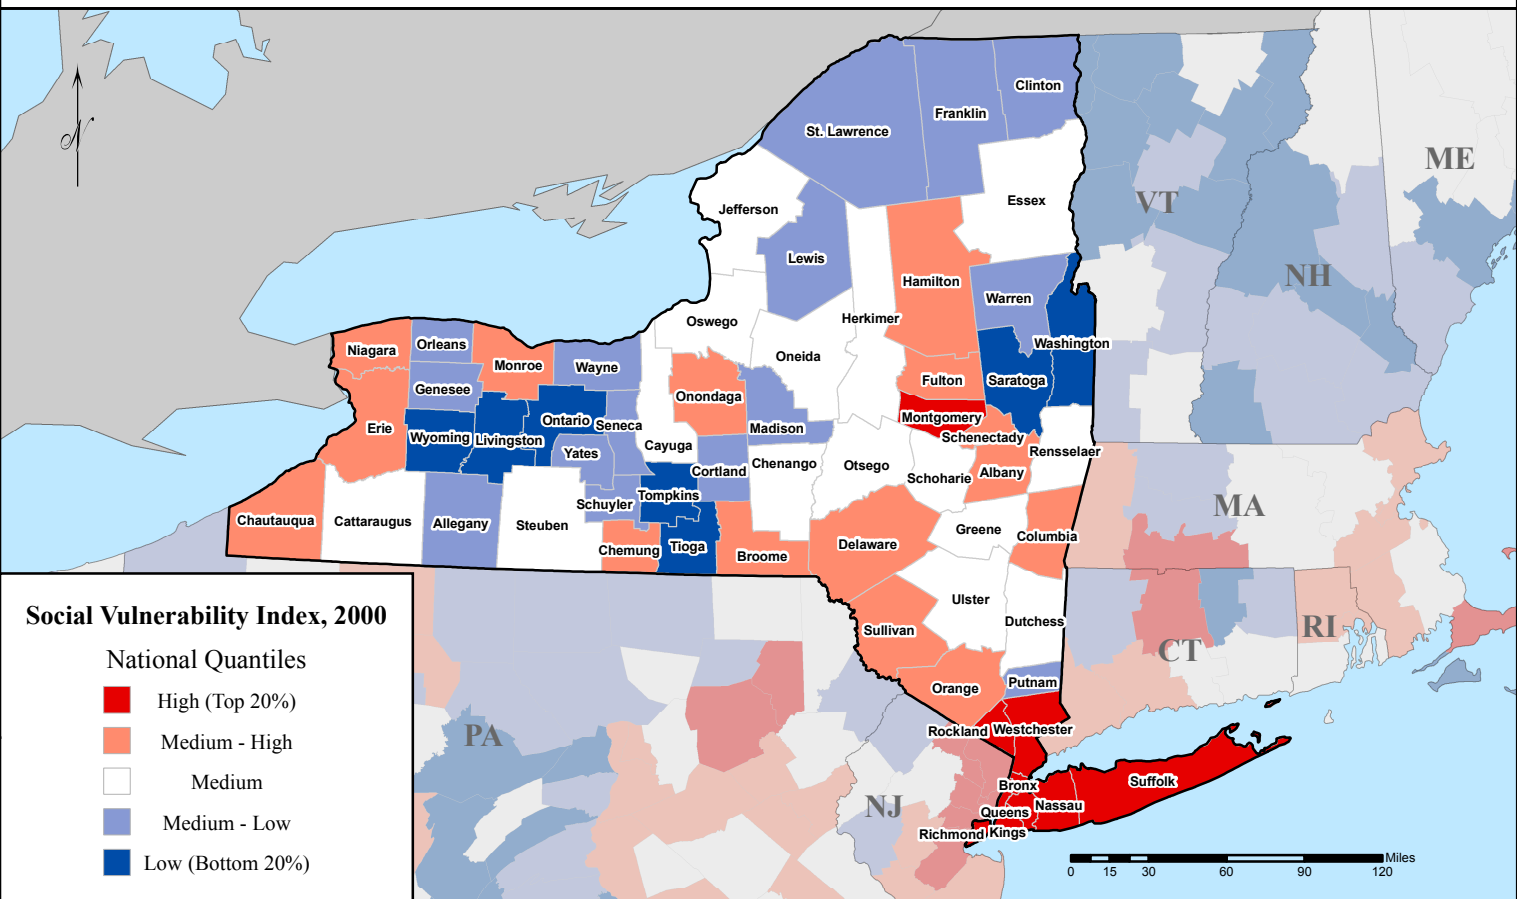 N
Clinton
Franklin
St. Lawrence
ME
Essex
VT
Jefferson
Lewis
NH
Hamilton
Warren
Herkimer
Oswego
Washington
Orleans
Niagara
Oneida
Monroe
Wayne
Fulton
Saratoga
Genesee
Onondaga
Montgomery
Ontario
Seneca
Erie
Madison
Schenectady
Wyoming
Livingston
Cayuga
Rensselaer
Yates
Chenango
Otsego
Cortland
Albany
Schoharie
Tompkins
Schuyler
MA
Chautauqua
Cattaraugus
Allegany
Steuben
Greene
Columbia
Chemung
Tioga
Broome
Delaware
Ulster
Dutchess
Sullivan
RI
CT
Putnam
Orange
Rockland
Westchester
PA
Bronx
Suffolk
Nassau
NJ
Queens
Richmond
Kings
Social Vulnerability Index, 2000
National Quantiles
High (Top 20%)
Medium - High
Medium
Medium - Low
Low (Bottom 20%)
Miles
0 15 30 60 90 120